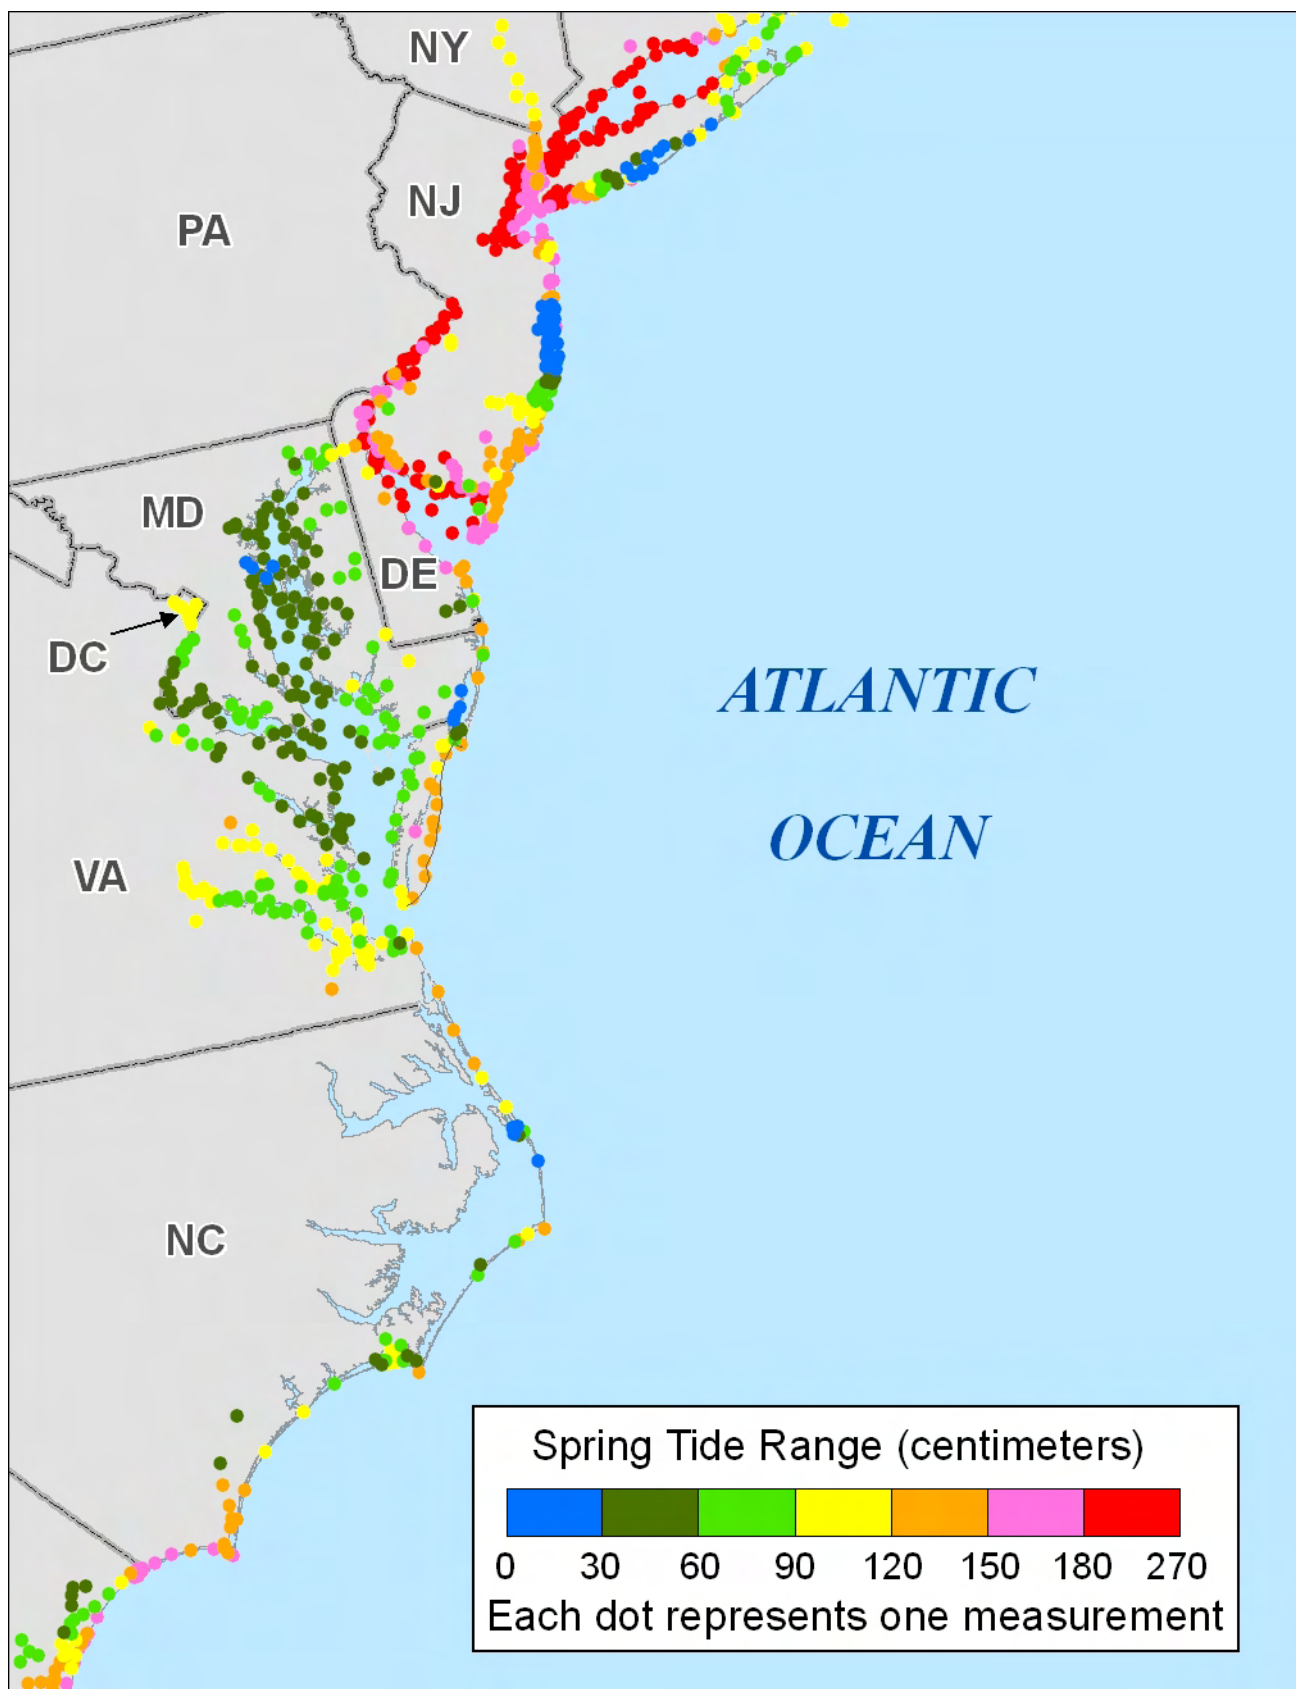 NY
NJ
PA
MD
DE
DC
ATLANTIC
OCEAN
VA
NC
Spring Tide Range (centimeters)
0 30 60 90 120 150 180 270
Each dot represents one measurement